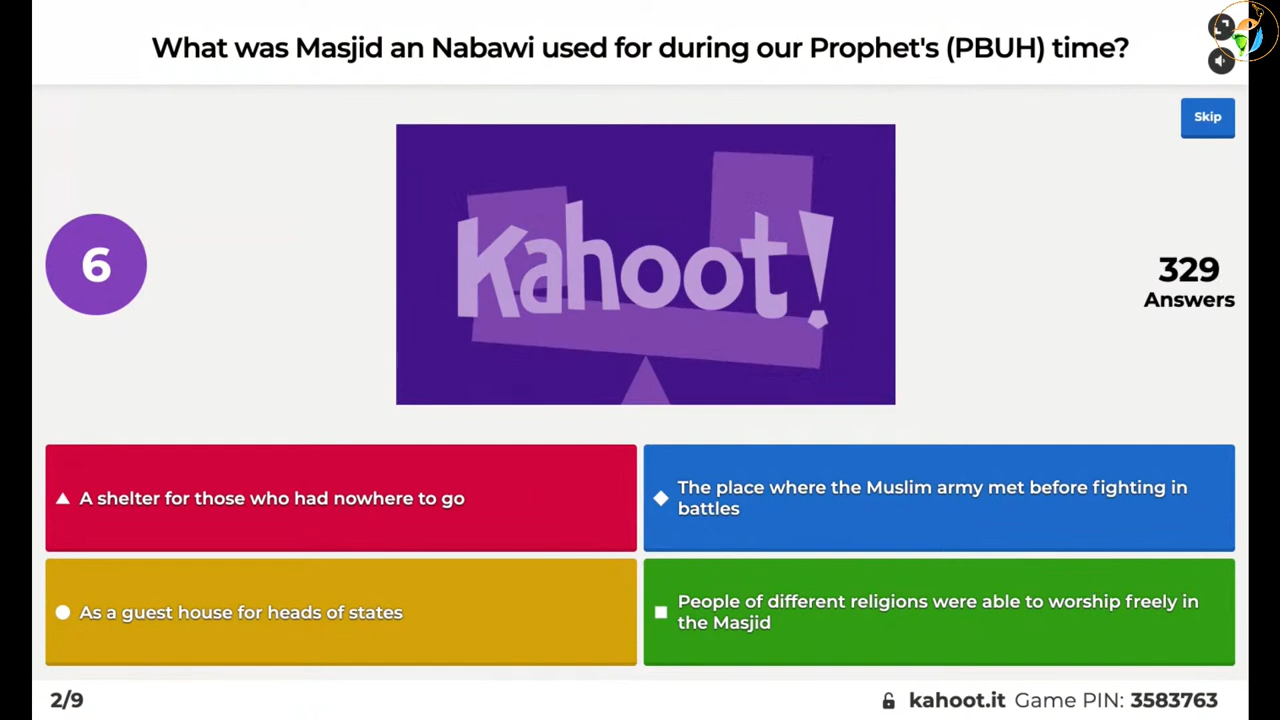 What was Masjid an Nabawi used for during our Prophet's (PBUH) time?
Skip
6
Kahoot!
329
Answers
A shelter for those who had nowhere to go
The place where the Muslim army met before fighting in
battles
As a guest house for heads of states
People of different religions were able to worship freely in
the Masjid
2/9
kahoot.it Game PIN: 3583763